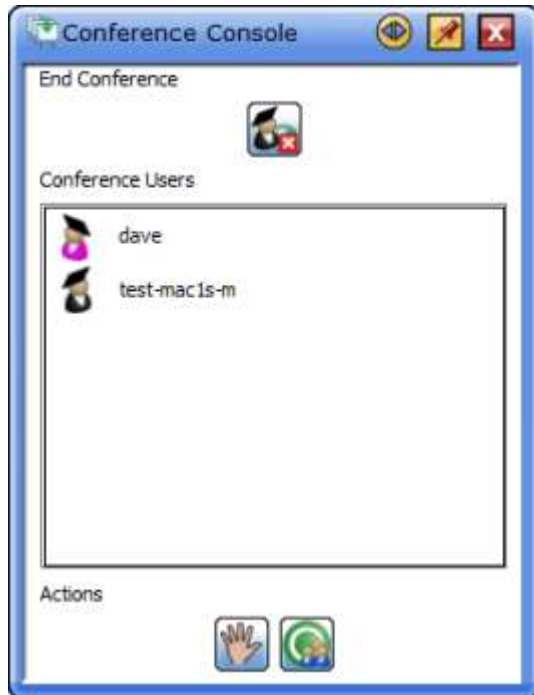 Conference Console
End Conference
Conference Users
dave
test-mac1s-m
Actions